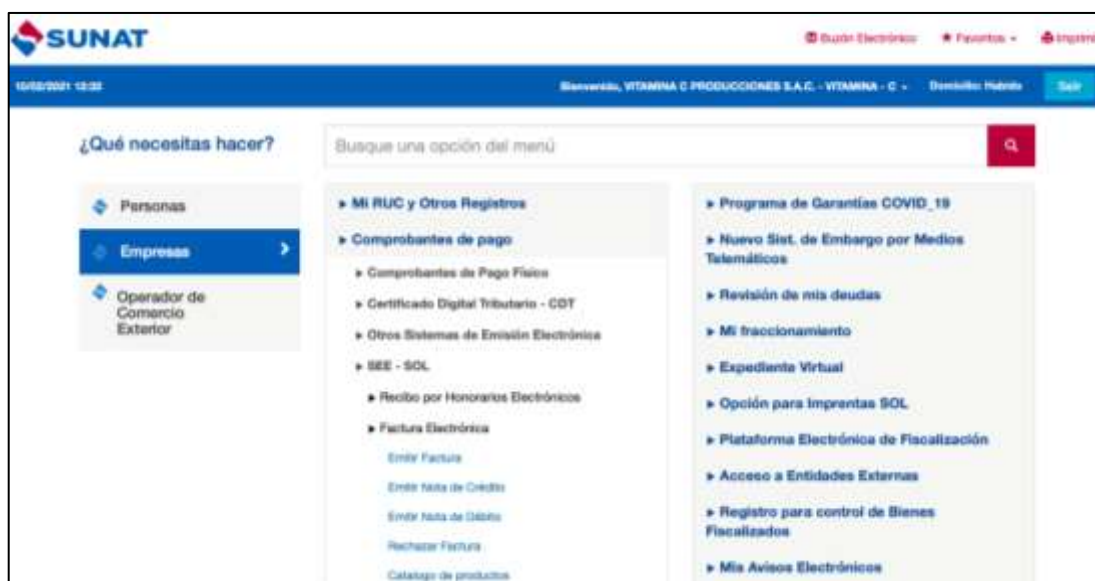 SUNAT
Buzón Electrónico
Favoritos
Imprimir
Bienvenido, VITAMINA C PRODUCCIONES S.A.C. - VITAMINA - C
Domicilio: Habido
Salir
¿Qué necesitas hacer?
Busque una opción del menú
Personas
Empresas
Operador de
Comercio
Exterior
Mi RUC y Otros Registros
Comprobantes de pago
Comprobantes de Pago Físico
Certificado Digital Tributario - CDT
Otros Sistemas de Emisión Electrónica
SEE - SOL
Recibo por Honorarios Electrónicos
Factura Electrónica
Emitir Factura
Emitir Nota de Crédito
Emitir Nota de Débito
Rechazar Factura
Catalogo de productos
Programa de Garantías COVID_19
Nuevo Sist. de Embargo por Medios
Telemáticos
Revisión de mis deudas
Mi fraccionamiento
Expediente Virtual
Opción para Imprentas SOL
Plataforma Electrónica de Fiscalización
Acceso a Entidades Externas
Registro para control de Bienes
Fiscalizados
Mis Avisos Electrónicos